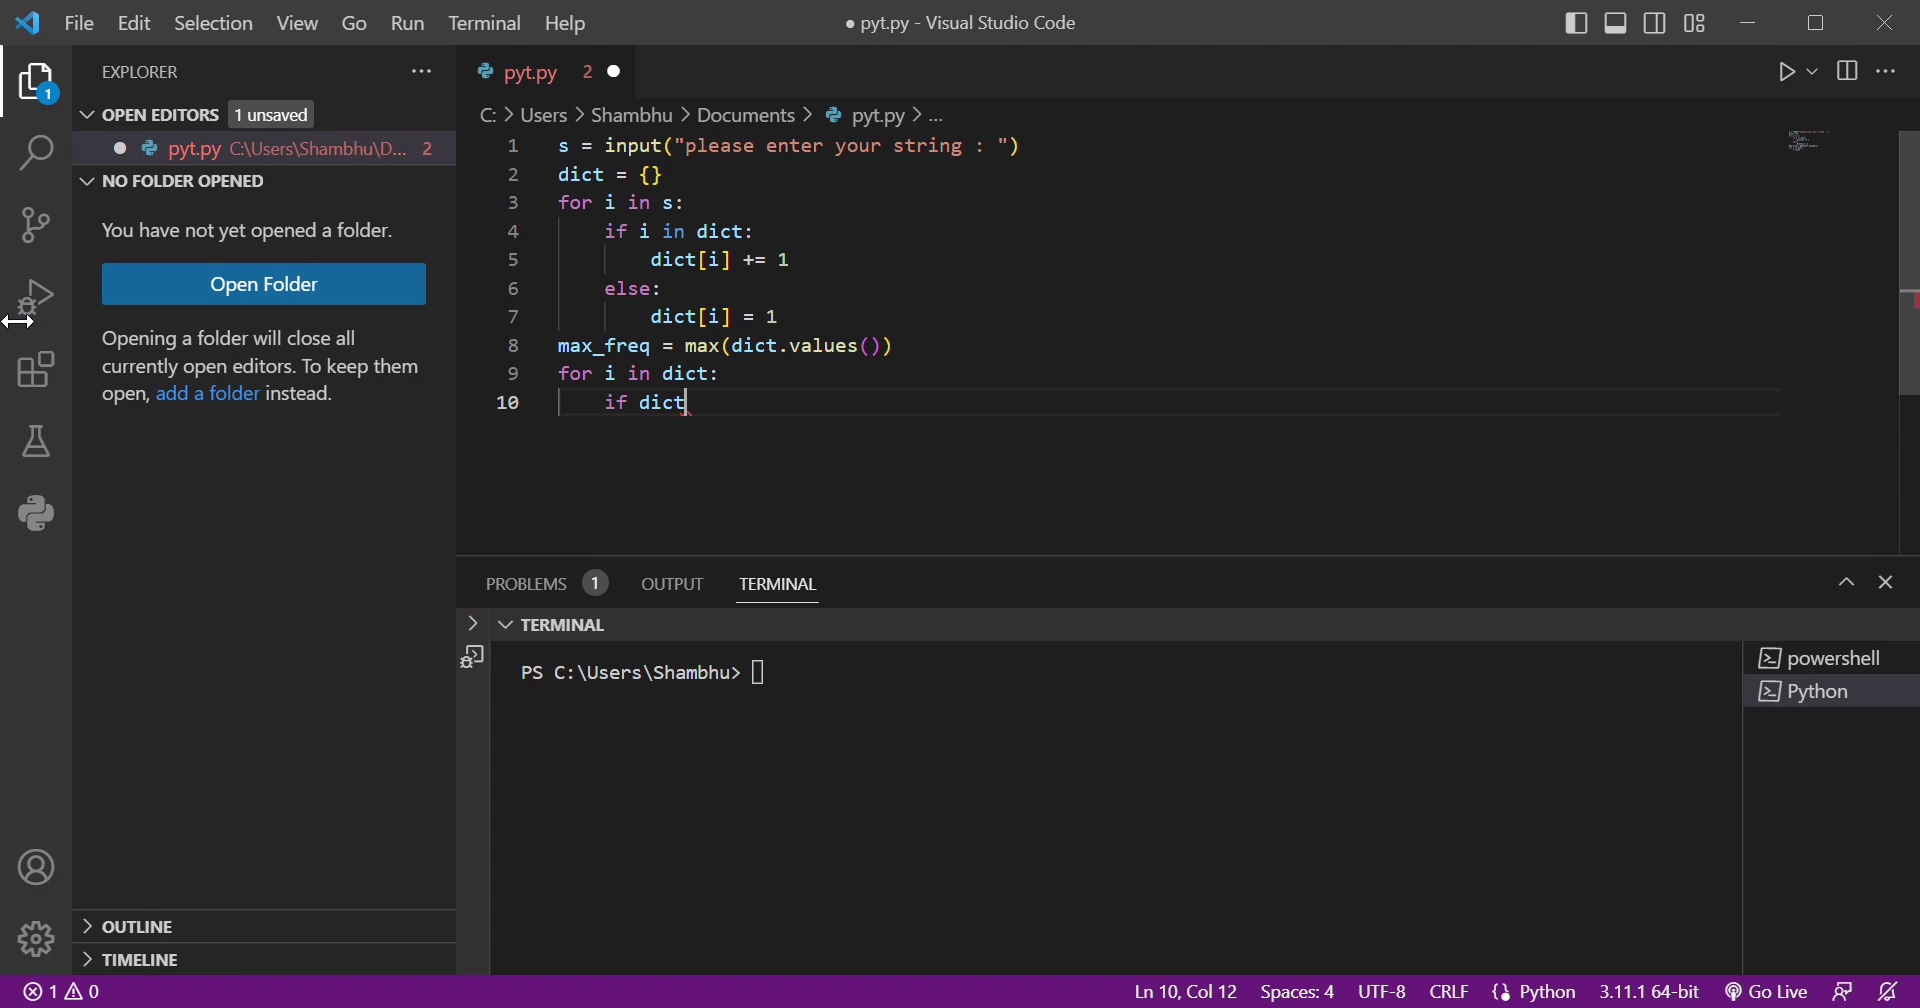 File Edit Selection View Go Run Terminal Help
● pyt.py - Visual Studio Code
1
EXPLORER
OPEN EDITORS 1 unsaved
pyt.py C:\Users\Shambhu\D... 2
NO FOLDER OPENED
You have not yet opened a folder.
Open Folder
Opening a folder will close all
currently open editors. To keep them
open, add a folder instead.
OUTLINE
TIMELINE
pyt.py 2
C: > Users > Shambhu > Documents > pyt.py > ...
1 s = input("please enter your string : ")
2 dict = {}
3 for i in s:
4     if i in dict:
5         dict[i] += 1
6     else:
7         dict[i] = 1
8 max_freq = max(dict.values())
9 for i in dict:
10     if dict
PROBLEMS 1 OUTPUT TERMINAL
TERMINAL
PS C:\Users\Shambhu>
powershell
Python
1 0
Ln 10, Col 12 Spaces: 4 UTF-8 CRLF Python 3.11.1 64-bit Go Live